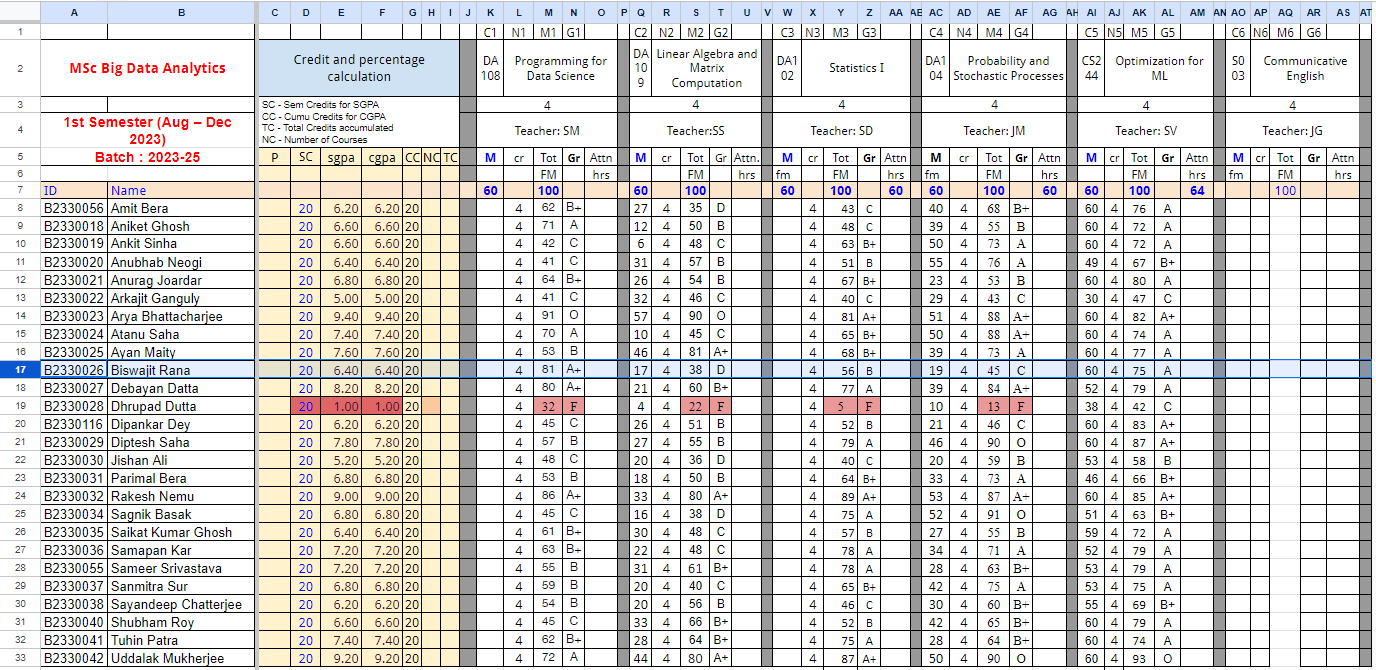 A B C D E F G H I J K L M N O P Q R S T U V W X Y Z AA AB AC AD AE AF AG AH AI AJ AK AL AM AN AO AP AQ AR AS AT
1 C1 N1 M1 G1 C2 N2 M2 G2 C3 N3 M3 G3 C4 N4 M4 G4 C5 N5 M5 G5 C6 N6 M6 G6
2 MSc Big Data Analytics Credit and percentage calculation DA108 Programming for Data Science DA109 Linear Algebra and Matrix Computation DA102 Statistics I DA104 Probability and Stochastic Processes CS244 Optimization for ML S003 Communicative English
3 SC - Sem Credits for SGPA 4 4 4 4 4 4
CC - Cumu Credits for CGPA
TC - Total Credits accumulated
NC - Number of Courses
4 1st Semester (Aug – Dec 2023) Teacher: SM Teacher:SS Teacher: SD Teacher: JM Teacher: SV Teacher: JG
5 Batch : 2023-25 P SC sgpa cgpa CC NC TC M cr Tot Gr Attn M cr Tot Gr Attn. M cr Tot Gr Attn M cr Tot Gr Attn M cr Tot Gr Attn M cr Tot Gr Attn
6 FM hrs FM hrs fm FM hrs fm FM hrs FM hrs fm FM hrs
7 ID Name 60 100 60 100 60 100 60 60 100 60 60 100 64 100
8 B2330056 Amit Bera 20 6.20 6.20 20 4 62 B+ 27 4 35 D 4 43 C 40 4 68 B+ 60 4 76 A
9 B2330018 Aniket Ghosh 20 6.60 6.60 20 4 71 A 12 4 50 B 4 48 C 39 4 55 B 60 4 72 A
10 B2330019 Ankit Sinha 20 6.60 6.60 20 4 42 C 6 4 48 C 4 63 B+ 50 4 73 A 60 4 72 A
11 B2330020 Anubhab Neogi 20 6.40 6.40 20 4 41 C 31 4 57 B 4 51 B 55 4 76 A 49 4 67 B+
12 B2330021 Anurag Joardar 20 6.80 6.80 20 4 64 B+ 26 4 54 B 4 67 B+ 23 4 53 B 60 4 80 A
13 B2330022 Arkajit Ganguly 20 5.00 5.00 20 4 41 C 32 4 46 C 4 40 C 29 4 43 C 30 4 47 C
14 B2330023 Arya Bhattacharjee 20 9.40 9.40 20 4 91 O 57 4 90 O 4 81 A+ 51 4 88 A+ 60 4 82 A+
15 B2330024 Atanu Saha 20 7.40 7.40 20 4 70 A 10 4 45 C 4 65 B+ 50 4 88 A+ 60 4 74 A
16 B2330025 Ayan Maity 20 7.60 7.60 20 4 53 B 46 4 81 A+ 4 68 B+ 39 4 73 A 60 4 77 A
17 B2330026 Biswajit Rana 20 6.40 6.40 20 4 81 A+ 17 4 38 D 4 56 B 19 4 45 C 60 4 75 A
18 B2330027 Debayan Datta 20 8.20 8.20 20 4 80 A+ 21 4 60 B+ 4 77 A 39 4 84 A+ 52 4 79 A
19 B2330028 Dhrupad Dutta 20 1.00 1.00 20 4 32 F 4 4 22 F 4 5 F 10 4 13 F 38 4 42 C
20 B2330116 Dipankar Dey 20 6.20 6.20 20 4 45 C 26 4 51 B 4 52 B 21 4 46 C 60 4 83 A+
21 B2330029 Diptesh Saha 20 7.80 7.80 20 4 57 B 27 4 55 B 4 79 A 46 4 90 O 60 4 87 A+
22 B2330030 Jishan Ali 20 5.20 5.20 20 4 48 C 20 4 36 D 4 40 C 20 4 59 B 53 4 58 B
23 B2330031 Parimal Bera 20 6.80 6.80 20 4 53 B 18 4 50 B 4 64 B+ 33 4 73 A 46 4 66 B+
24 B2330032 Rakesh Nemu 20 9.00 9.00 20 4 86 A+ 33 4 80 A+ 4 89 A+ 53 4 87 A+ 60 4 85 A+
25 B2330034 Sagnik Basak 20 6.80 6.80 20 4 45 C 16 4 38 D 4 75 A 52 4 91 O 51 4 63 B+
26 B2330035 Saikat Kumar Ghosh 20 6.40 6.40 20 4 61 B+ 30 4 48 C 4 57 B 27 4 55 B 59 4 72 A
27 B2330036 Samapan Kar 20 7.20 7.20 20 4 63 B+ 22 4 48 C 4 78 A 34 4 71 A 52 4 79 A
28 B2330055 Sameer Srivastava 20 7.20 7.20 20 4 55 B 31 4 61 B+ 4 78 A 28 4 63 B+ 53 4 79 A
29 B2330037 Sanmitra Sur 20 6.80 6.80 20 4 59 B 20 4 40 C 4 65 B+ 42 4 75 A 53 4 75 A
30 B2330038 Sayandeep Chatterjee 20 6.20 6.20 20 4 54 B 20 4 56 B 4 46 C 30 4 60 B+ 55 4 69 B+
31 B2330040 Shubham Roy 20 6.60 6.60 20 4 45 C 33 4 66 B+ 4 52 B 42 4 65 B+ 60 4 79 A
32 B2330041 Tuhin Patra 20 7.40 7.40 20 4 62 B+ 28 4 64 B+ 4 75 A 28 4 64 B+ 60 4 74 A
33 B2330042 Uddalak Mukherjee 20 9.20 9.20 20 4 72 A 44 4 80 A+ 4 87 A+ 50 4 90 O 60 4 93 O